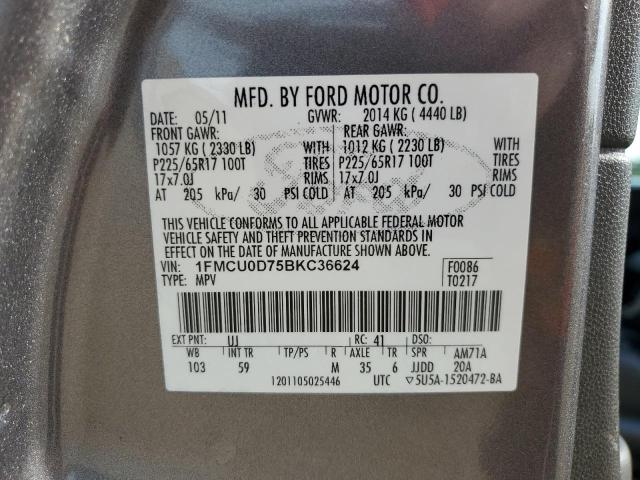 MFD. BY FORD MOTOR CO.
DATE: 05/11 GVWR: 2014 KG ( 4440 LB)
FRONT GAWR: REAR GAWR:
1057 KG ( 2330 LB) WITH 1012 KG ( 2230 LB) WITH
P225/65R17 100T TIRES P225/65R17 100T TIRES
17x7.0J RIMS 17x7.0J RIMS
AT 205 kPa/ 30 PSI COLD AT 205 kPa/ 30 PSI COLD
THIS VEHICLE CONFORMS TO ALL APPLICABLE FEDERAL MOTOR
VEHICLE SAFETY AND THEFT PREVENTION STANDARDS IN
EFFECT ON THE DATE OF MANUFACTURE SHOWN ABOVE.
VIN: 1FMCU0D75BKC36624 F0086
TYPE: MPV T0217
EXT PNT: UJ RC: 41 DSO:
WB INT TR TP/PS R AXLE TR SPR AM71A
103 59 M 35 6 JJDD 20A
1201105025446 UTC ▽5U5A-1520472-BA